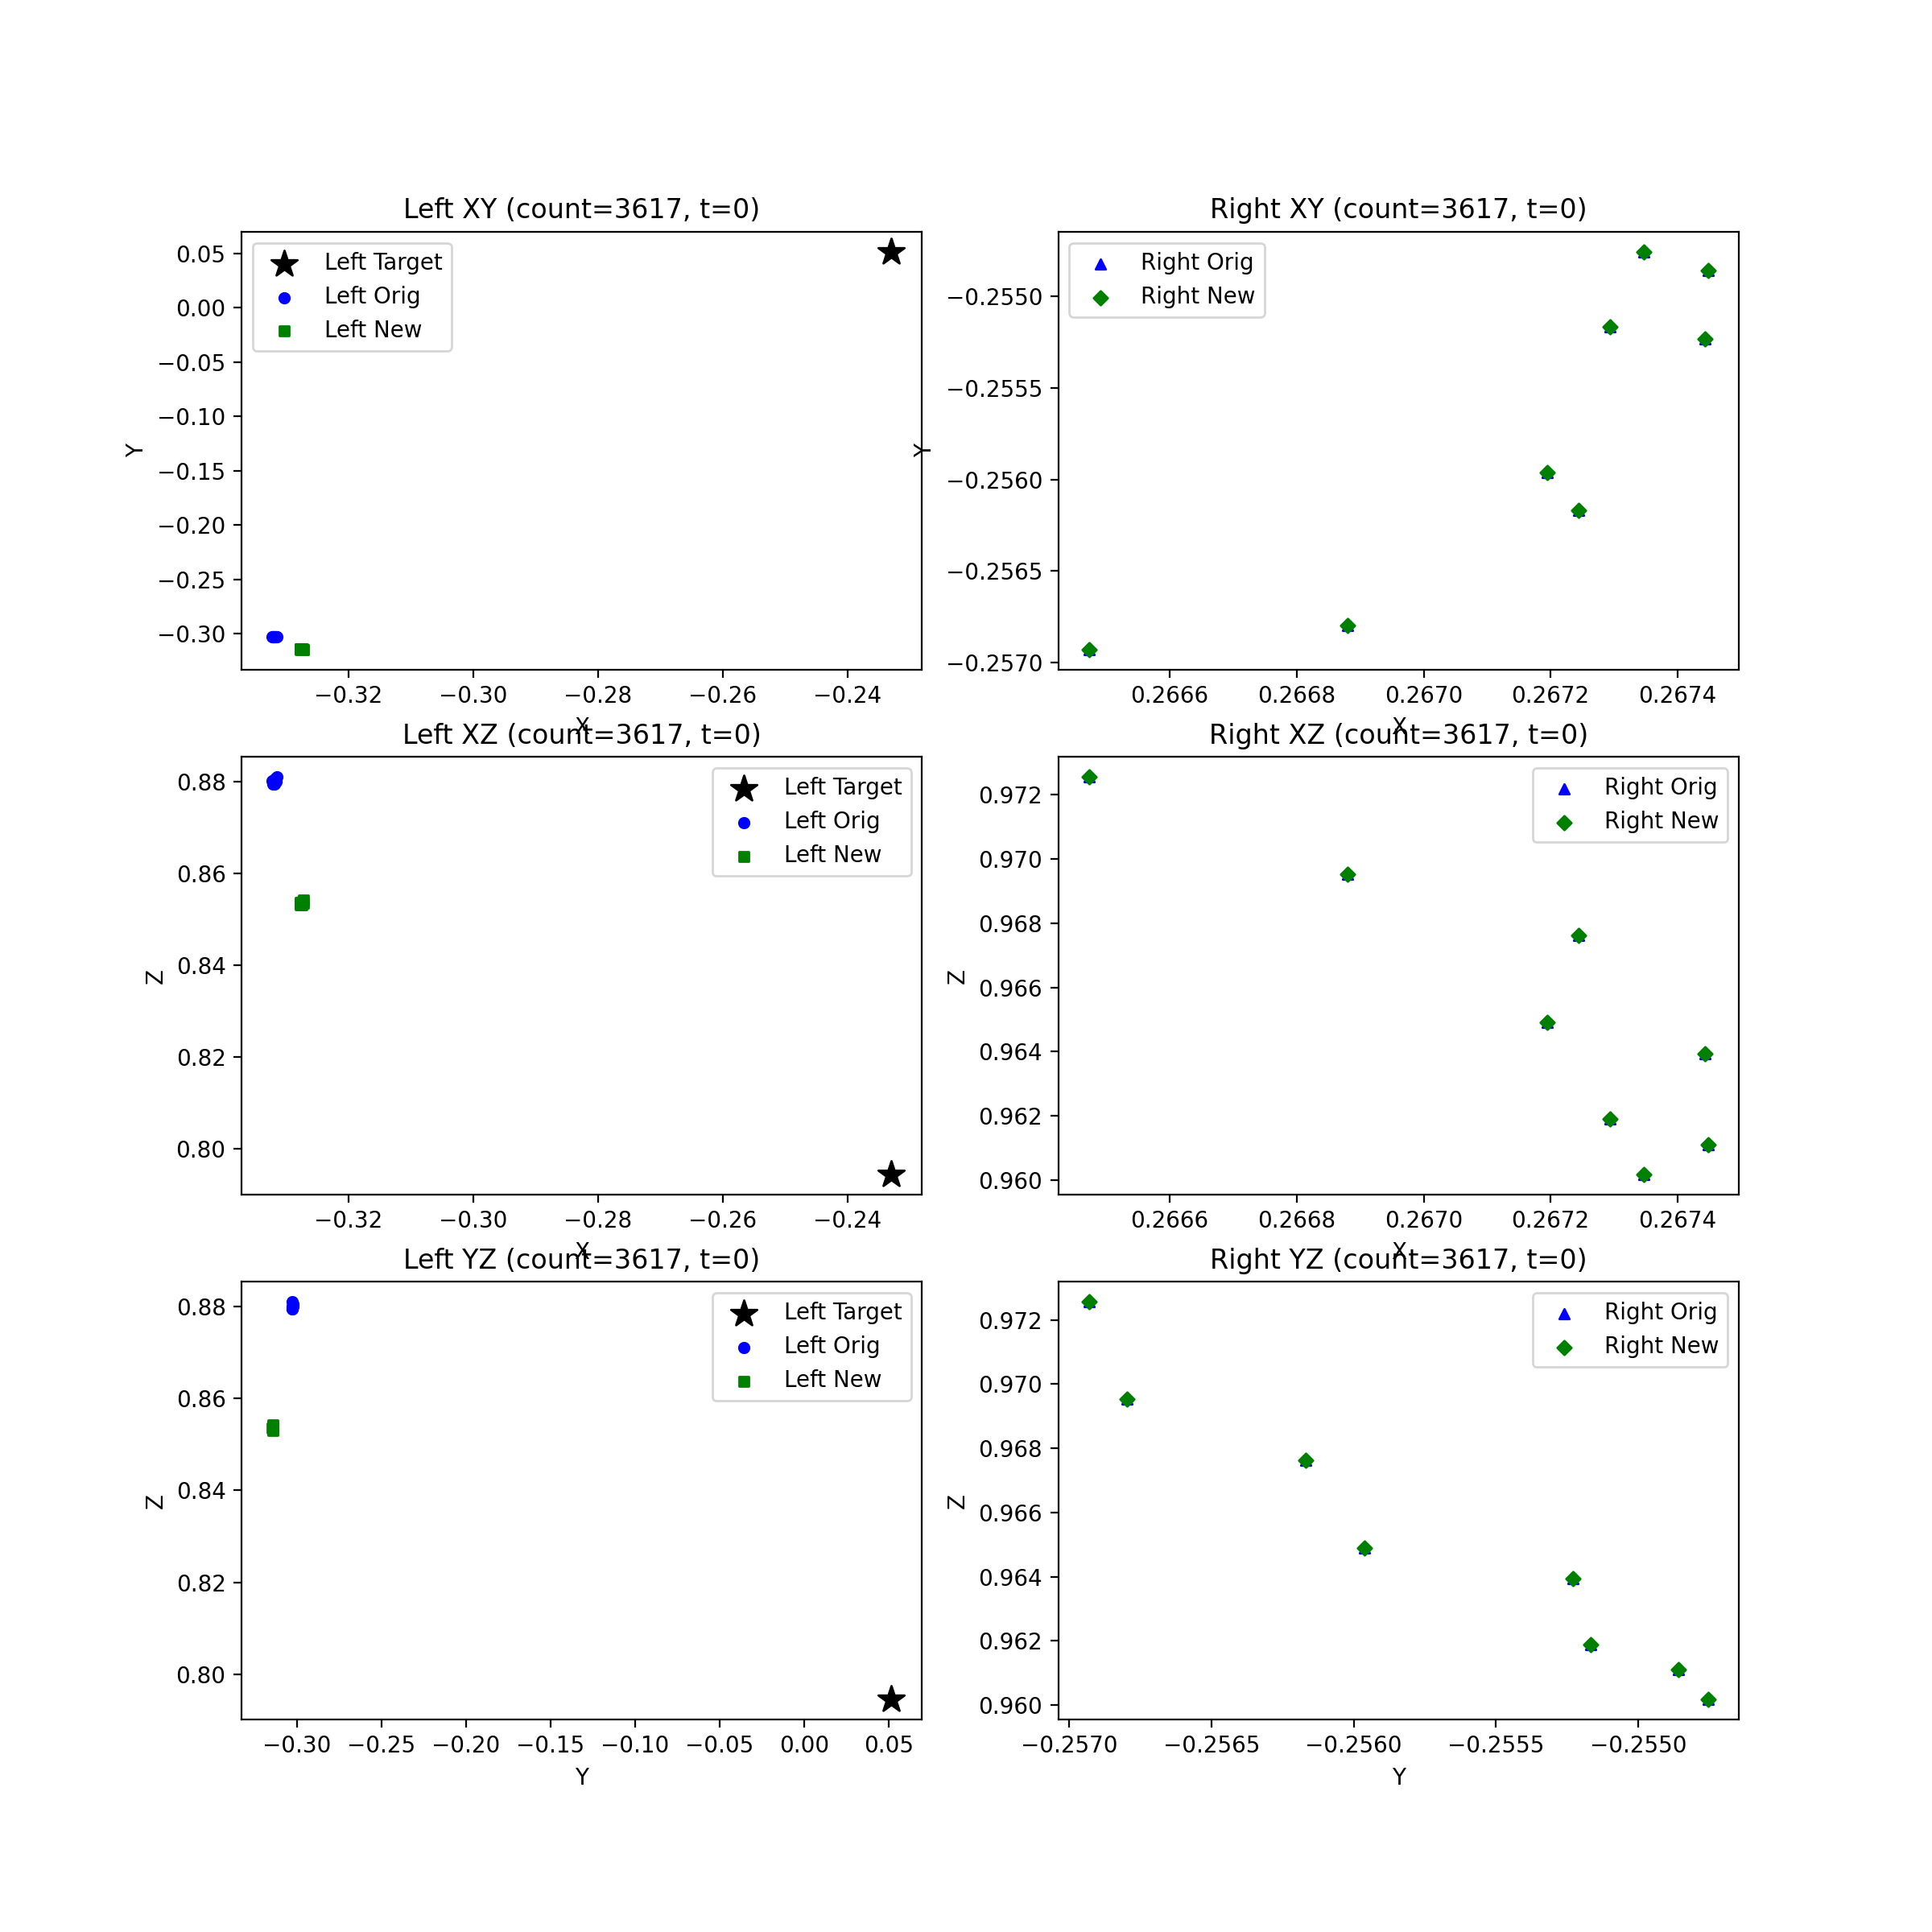 Left XY (count=3617, t=0)
Left Target
Left Orig
Left New
0.05
0.00
−0.05
−0.10
−0.15
−0.20
−0.25
−0.30
Y
−0.32
−0.30
−0.28
−0.26
−0.24
X
Right XY (count=3617, t=0)
Right Orig
Right New
−0.2550
−0.2555
−0.2560
−0.2565
−0.2570
Y
0.2666
0.2668
0.2670
0.2672
0.2674
X
Left XZ (count=3617, t=0)
Left Target
Left Orig
Left New
0.88
0.86
0.84
0.82
0.80
Z
−0.32
−0.30
−0.28
−0.26
−0.24
X
Right XZ (count=3617, t=0)
Right Orig
Right New
0.972
0.970
0.968
0.966
0.964
0.962
0.960
Z
0.2666
0.2668
0.2670
0.2672
0.2674
X
Left YZ (count=3617, t=0)
Left Target
Left Orig
Left New
0.88
0.86
0.84
0.82
0.80
Z
−0.30
−0.25
−0.20
−0.15
−0.10
−0.05
0.00
0.05
Y
Right YZ (count=3617, t=0)
Right Orig
Right New
0.972
0.970
0.968
0.966
0.964
0.962
0.960
Z
−0.2570
−0.2565
−0.2560
−0.2555
−0.2550
Y